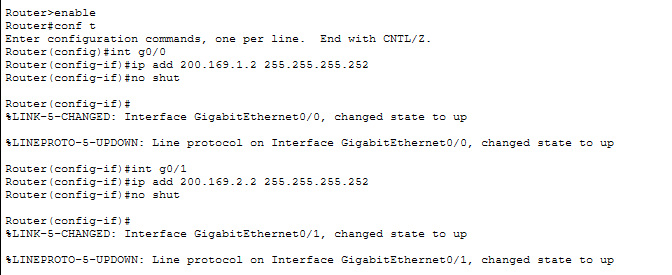 Router>enable
Router#conf t
Enter configuration commands, one per line.  End with CNTL/Z.
Router(config)#int g0/0
Router(config-if)#ip add 200.169.1.2 255.255.255.252
Router(config-if)#no shut
Router(config-if)#
%LINK-5-CHANGED: Interface GigabitEthernet0/0, changed state to up
%LINEPROTO-5-UPDOWN: Line protocol on Interface GigabitEthernet0/0, changed state to up
Router(config-if)#int g0/1
Router(config-if)#ip add 200.169.2.2 255.255.255.252
Router(config-if)#no shut
Router(config-if)#
%LINK-5-CHANGED: Interface GigabitEthernet0/1, changed state to up
%LINEPROTO-5-UPDOWN: Line protocol on Interface GigabitEthernet0/1, changed state to up